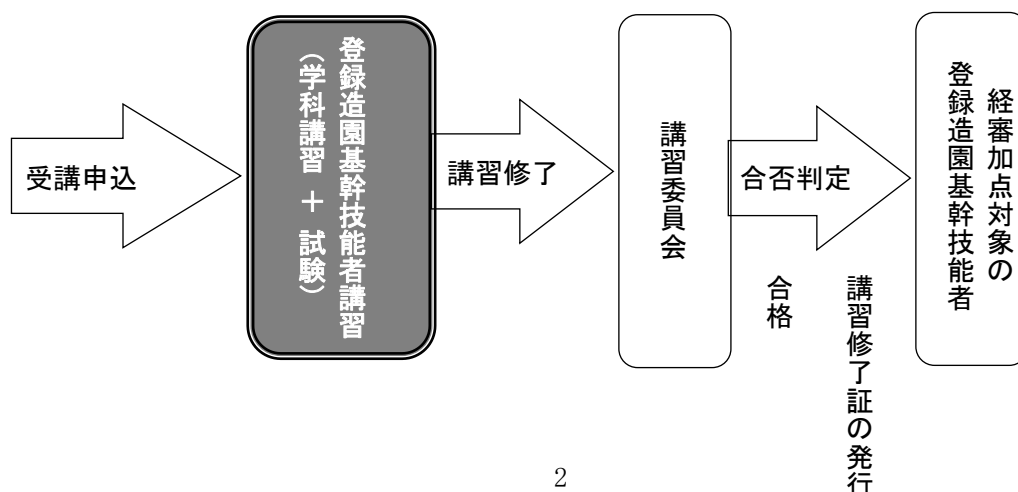 受講申込
登録造園基幹技能者講習
（学科講習 ＋ 試験）
講習修了
講習委員会
合否判定
合格
講習修了証の発行
経審加点対象の
登録造園基幹技能者
2